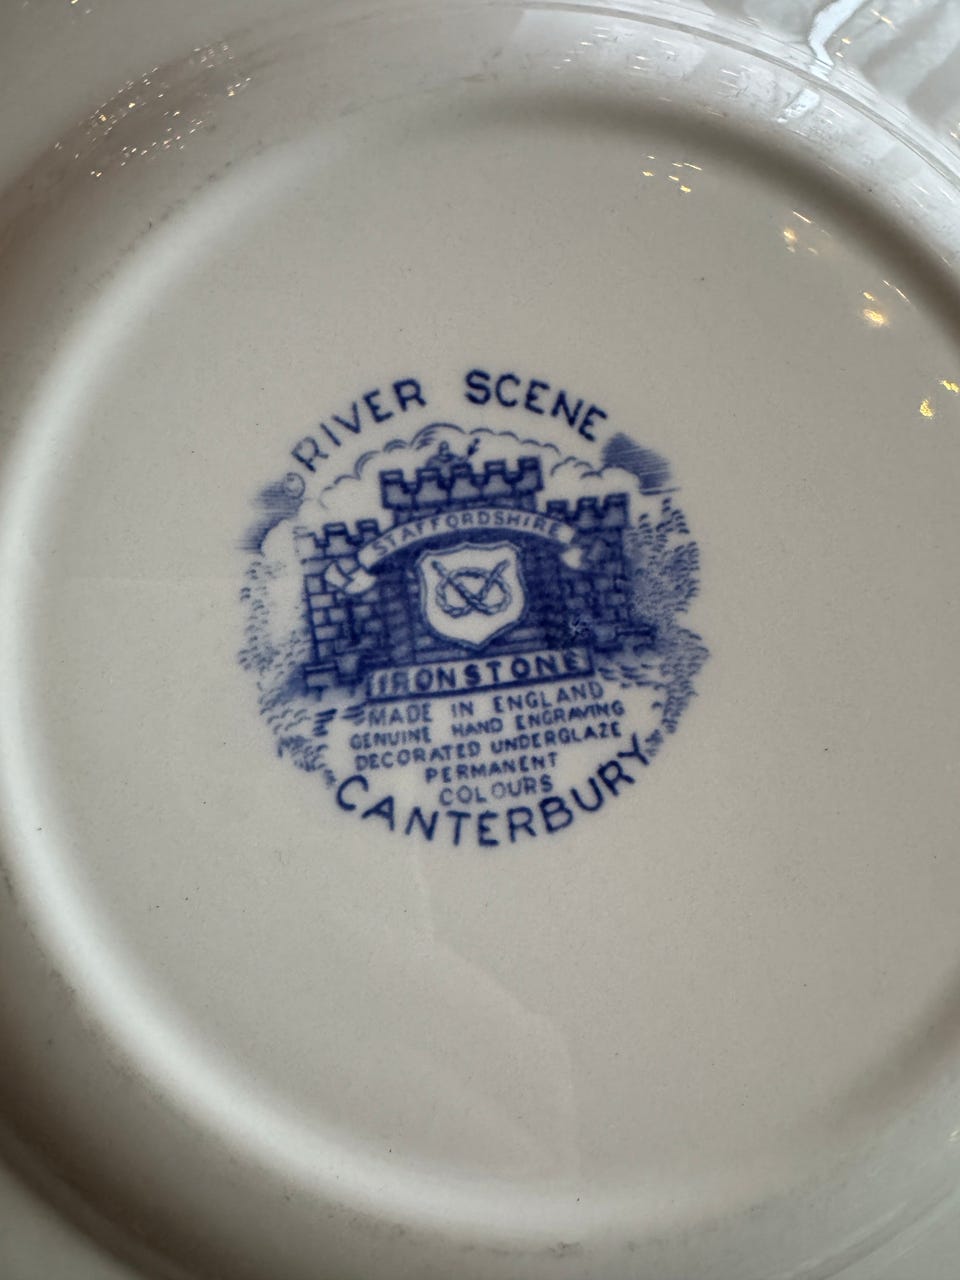 RIVER SCENE
STAFFORDSHIRE
IRONSTONE
MADE IN ENGLAND
GENUINE HAND ENGRAVING
DECORATED UNDERGLAZE
PERMANENT
COLOURS
CANTERBURY